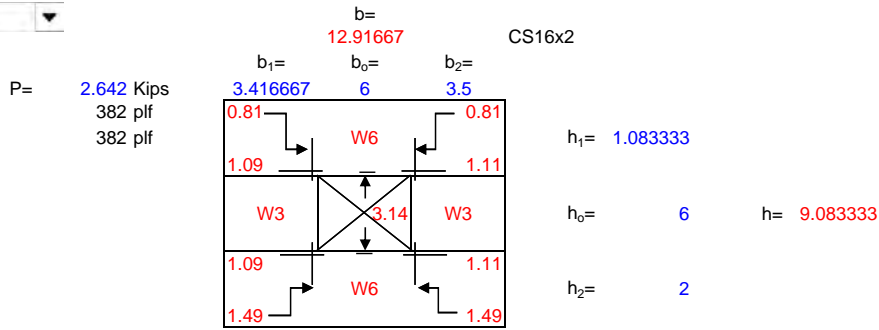 b=
12.91667 CS16x2
b₁= bₒ= b₂=
P= 2.642 Kips 3.416667 6 3.5
382 plf 0.81 0.81
382 plf W6 h₁= 1.083333
1.09 1.11
W3 3.14 W3 hₒ= 6 h= 9.083333
1.09 1.11
W6 h₂= 2
1.49 1.49